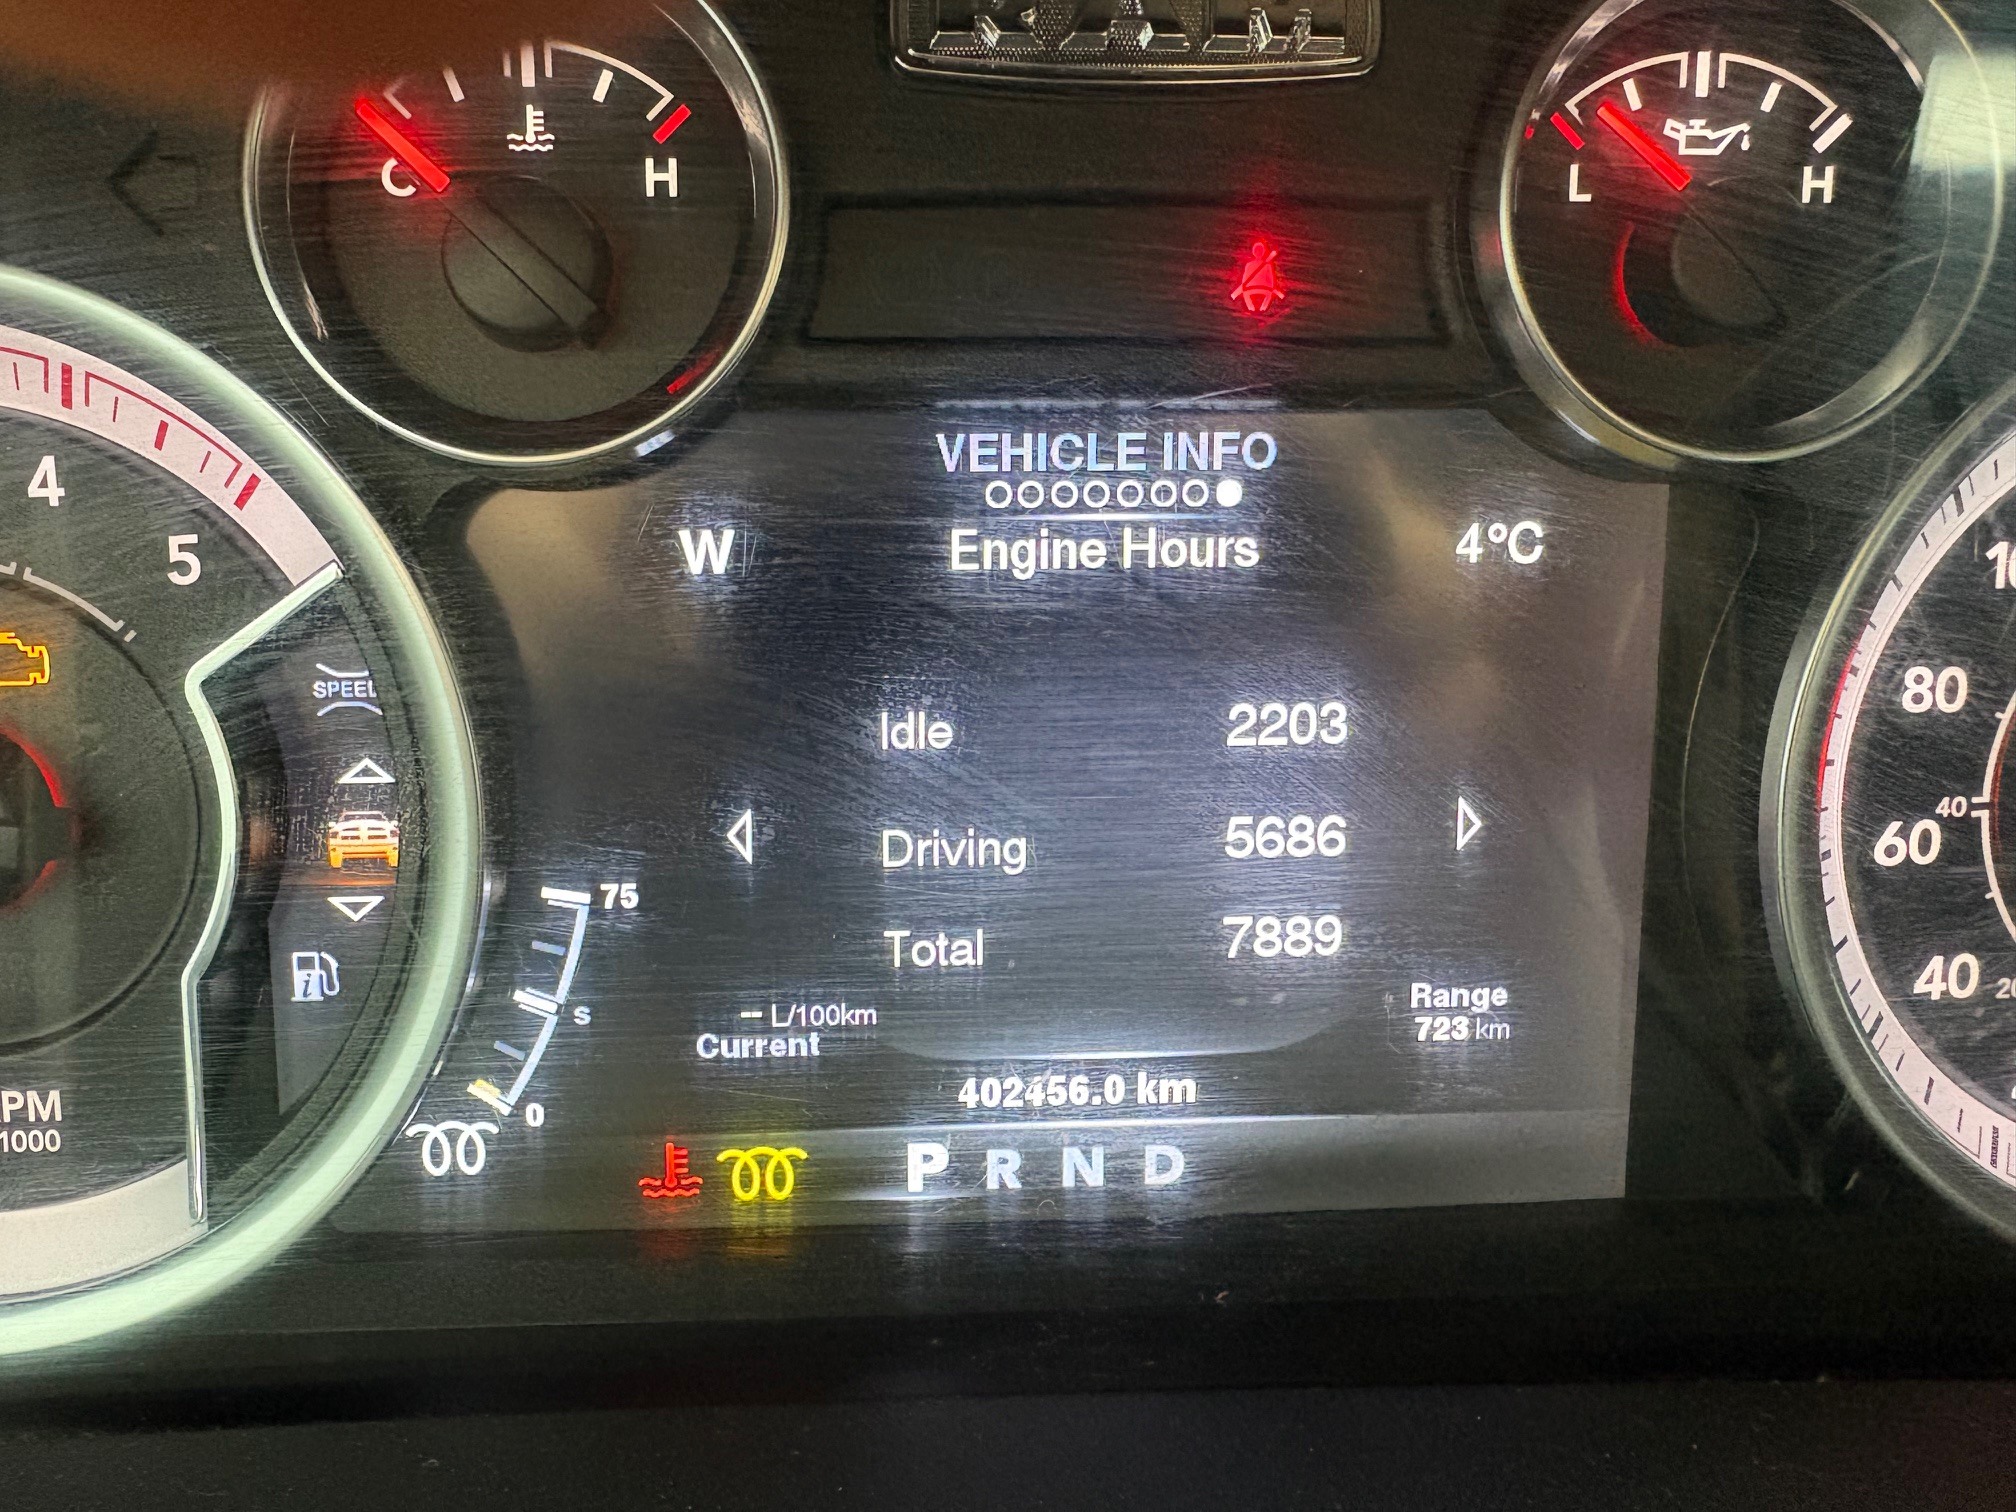 C
H
L
H
VEHICLE INFO
W
Engine Hours
4°C
4
5
SPEED
Idle 2203
Driving 5686
Total 7889
75
S
0
-- L/100km
Current
Range
723 km
402456.0 km
P R N D
PM
1000
80
60
40
40